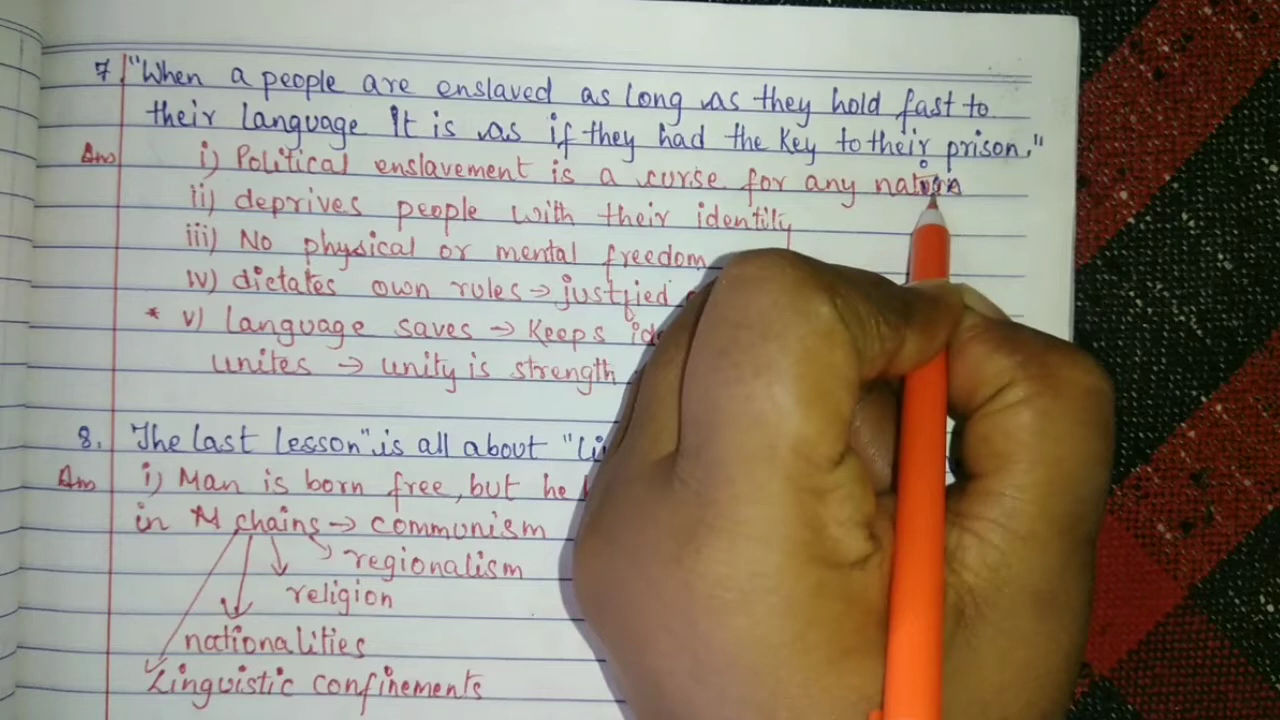 7 "When a people are enslaved as long as they hold fast to
their language It is as if they had the key to their prison."
Ans i) Political enslavement is a curse for any nation
ii) deprives people with their identity
iii) No physical or mental freedom
iv) dictates own rules → justified
* v) Language saves → keeps
unites → unity is strength
8. The last lesson" is all about
Ans i) Man is born free, but he
in M chains → communism
regionalism
religion
nationalities
Linguistic confinements